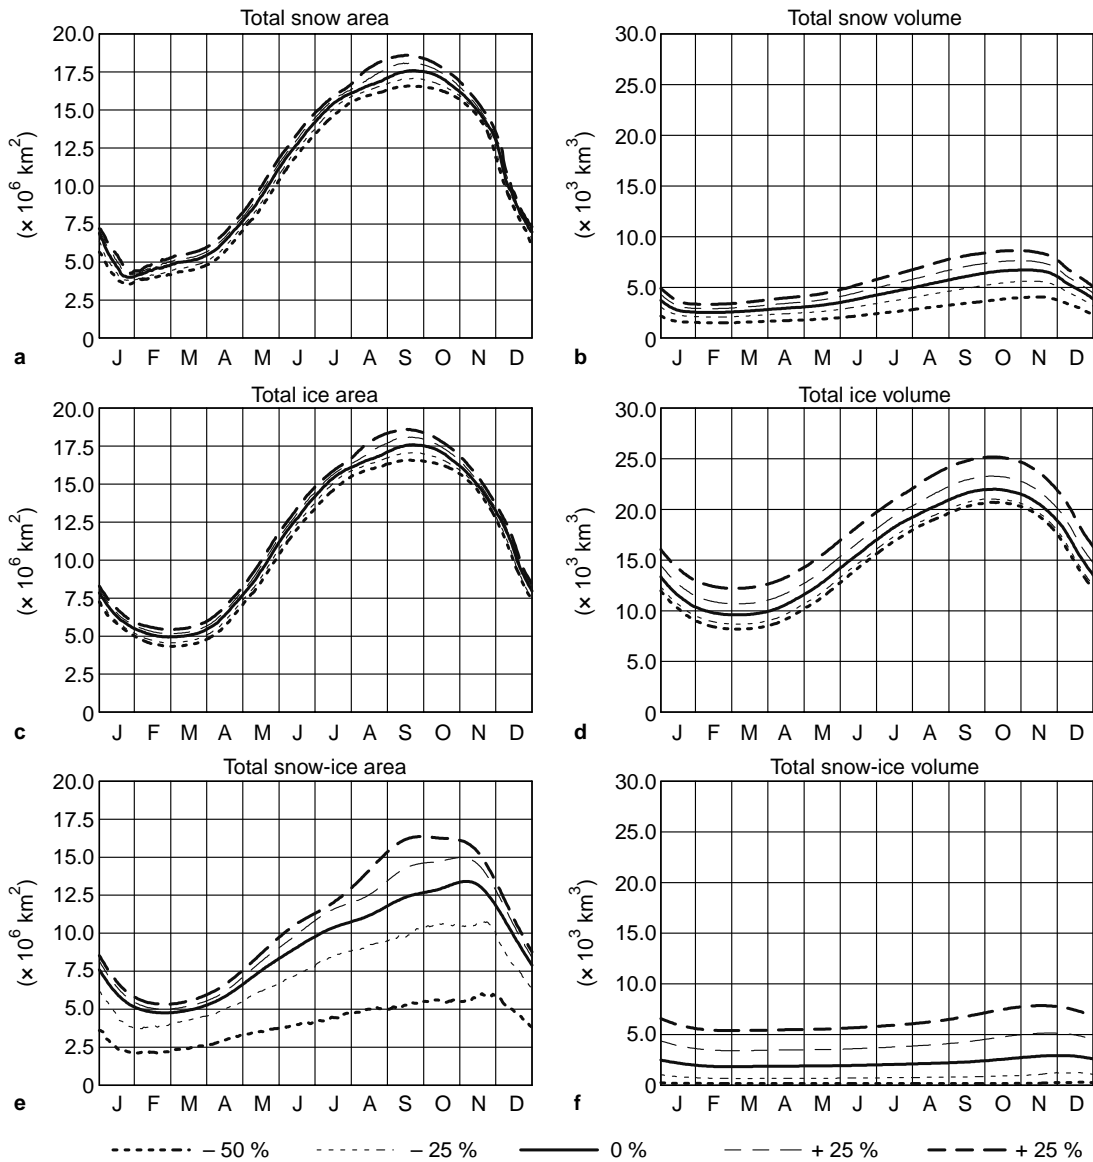 Total snow area
20.0
17.5
15.0
12.5
10.0
7.5
5.0
2.5
0
(× 10⁶ km²)
a
J F M A M J J A S O N D
Total snow volume
30.0
25.0
20.0
15.0
10.0
5.0
0
(× 10³ km³)
b
J F M A M J J A S O N D
Total ice area
20.0
17.5
15.0
12.5
10.0
7.5
5.0
2.5
0
(× 10⁶ km²)
c
J F M A M J J A S O N D
Total ice volume
30.0
25.0
20.0
15.0
10.0
5.0
0
(× 10³ km³)
d
J F M A M J J A S O N D
Total snow-ice area
20.0
17.5
15.0
12.5
10.0
7.5
5.0
2.5
0
(× 10⁶ km²)
e
J F M A M J J A S O N D
Total snow-ice volume
30.0
25.0
20.0
15.0
10.0
5.0
0
(× 10³ km³)
f
J F M A M J J A S O N D
– 50 % – 25 % 0 % + 25 % + 25 %